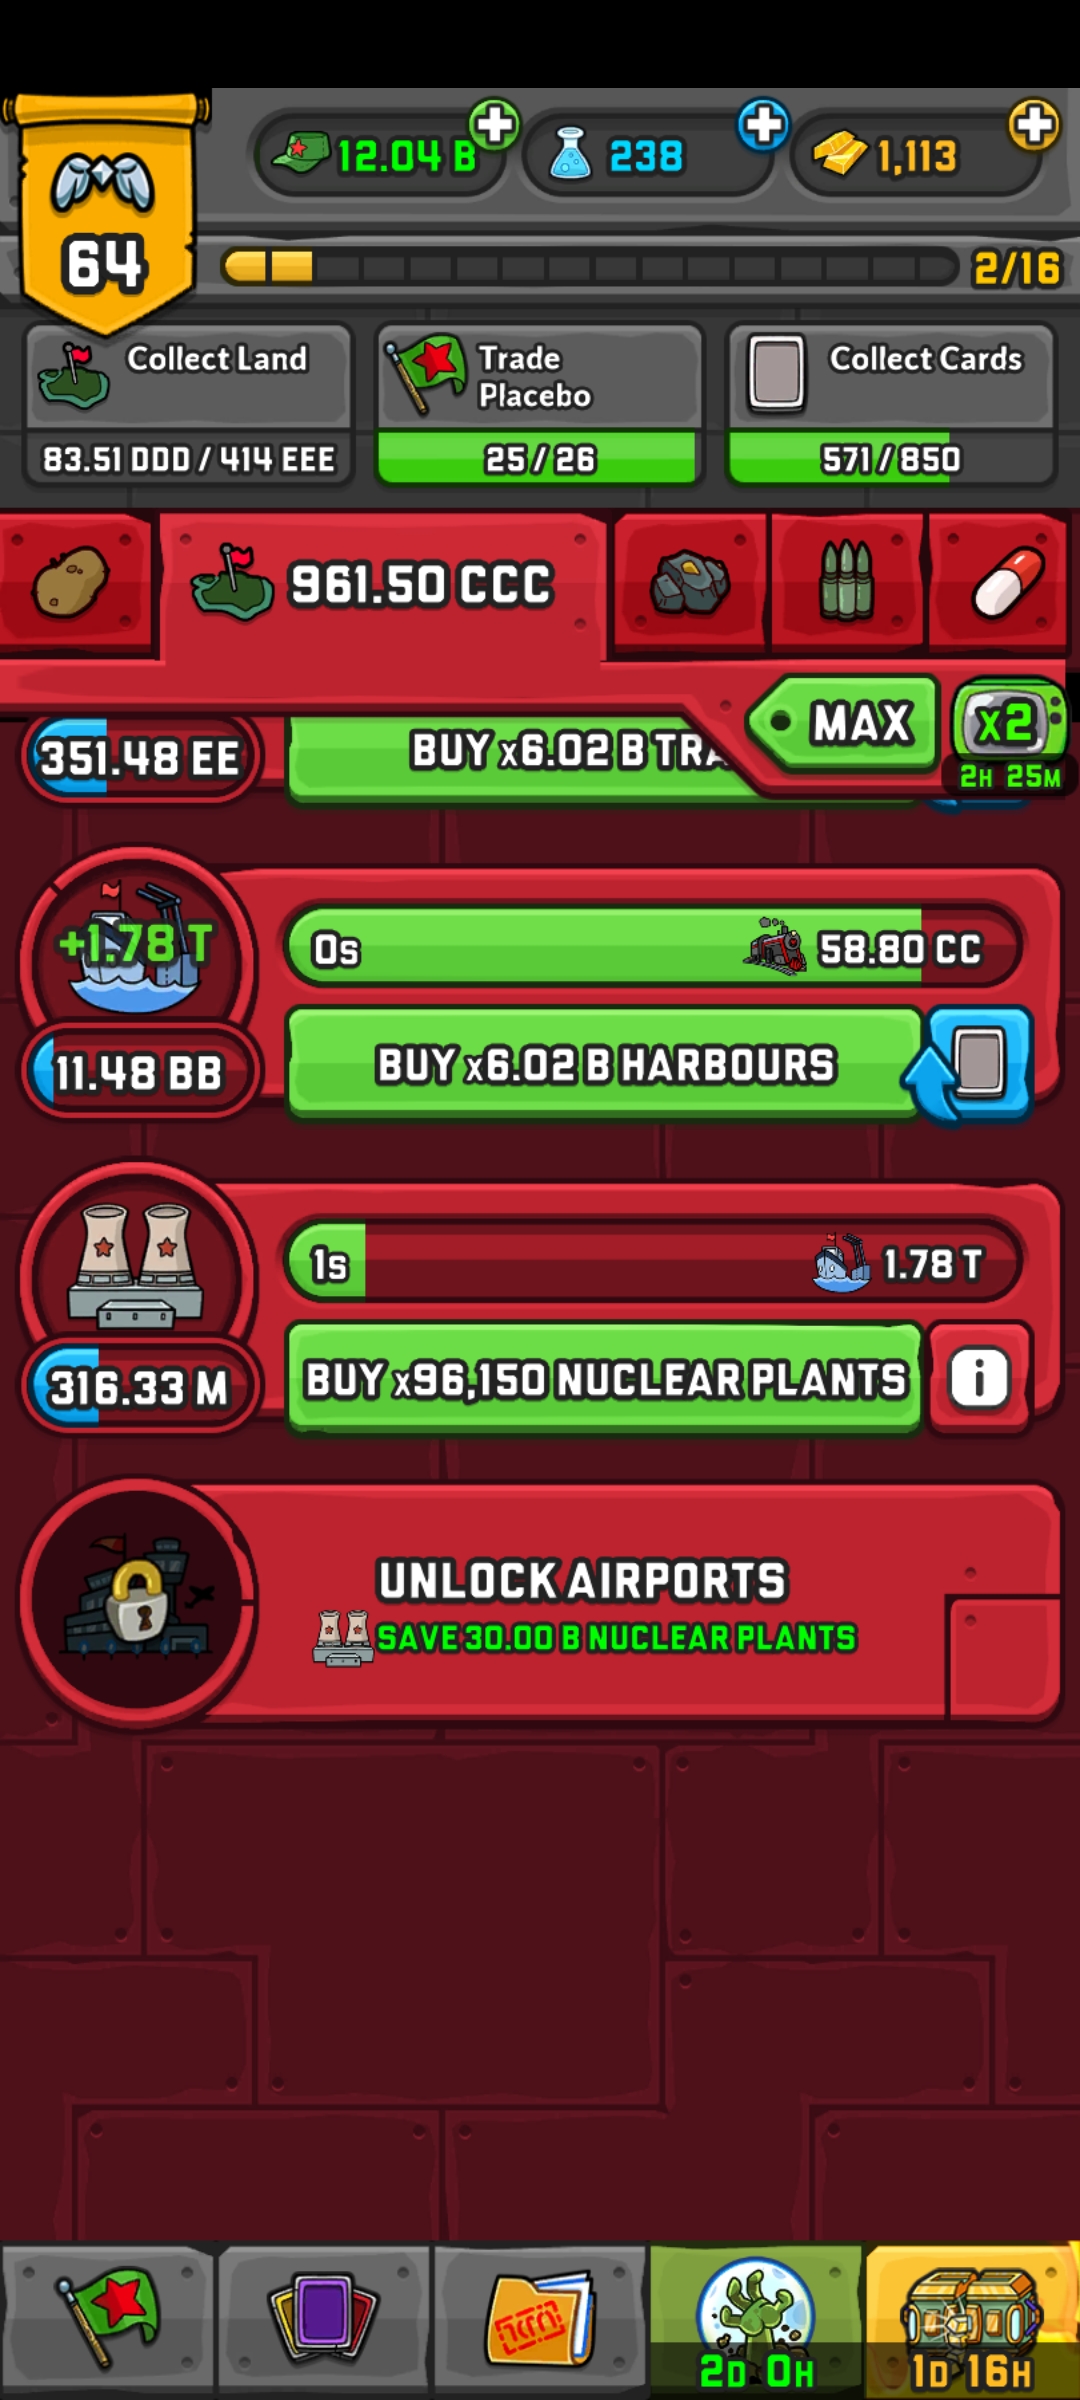 12.04 B
238
1,113
64
2/16
Collect Land
83.51 DDD / 414 EEE
Trade
Placebo
25 / 26
Collect Cards
571 / 850
961.50 CCC
MAX
x2
2H 25M
351.48 EE
BUY x6.02 B
+1.78 T
0s
58.80 CC
11.48 BB
BUY x6.02 B HARBOURS
1s
1.78 T
316.33 M
BUY x96,150 NUCLEAR PLANTS
i
UNLOCK AIRPORTS
SAVE 30.00 B NUCLEAR PLANTS
2D 0H
1D 16H